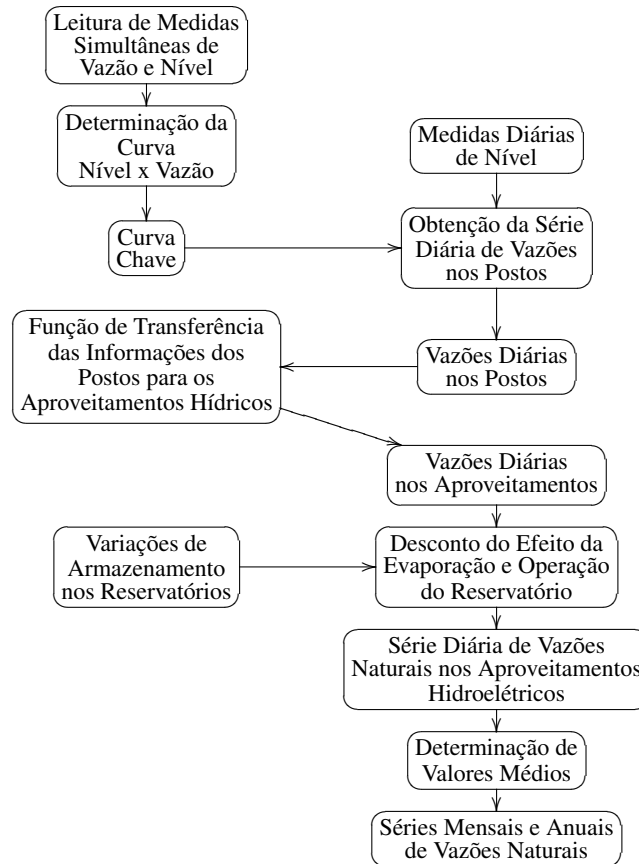 Leitura de Medidas
Simultâneas de
Vazão e Nível
Determinação da
Curva
Nível x Vazão
Medidas Diárias
de Nível
Curva
Chave
Obtenção da Série
Diária de Vazões
nos Postos
Função de Transferência
das Informações dos
Postos para os
Aproveitamentos Hídricos
Vazões Diárias
nos Postos
Vazões Diárias
nos Aproveitamentos
Variações de
Armazenamento
nos Reservatórios
Desconto do Efeito da
Evaporação e Operação
do Reservatório
Série Diária de Vazões
Naturais nos Aproveitamentos
Hidroelétricos
Determinação de
Valores Médios
Séries Mensais e Anuais
de Vazões Naturais